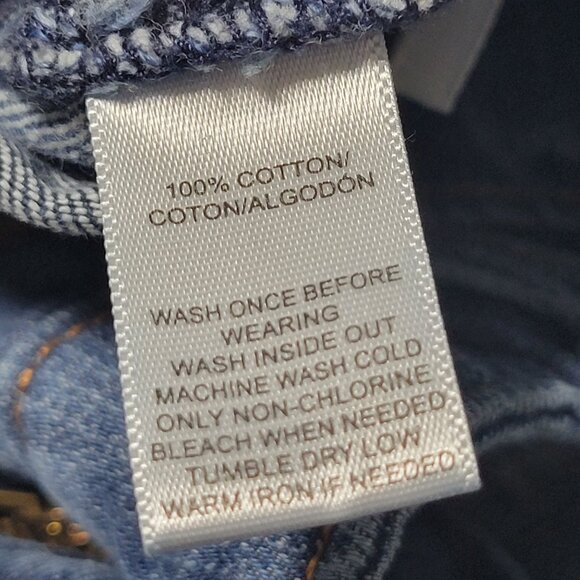 100% COTTON/
COTON/ALGODÓN
WASH ONCE BEFORE
WEARING
WASH INSIDE OUT
MACHINE WASH COLD
ONLY NON-CHLORINE
BLEACH WHEN NEEDED
TUMBLE DRY LOW
WARM IRON IF NEEDED